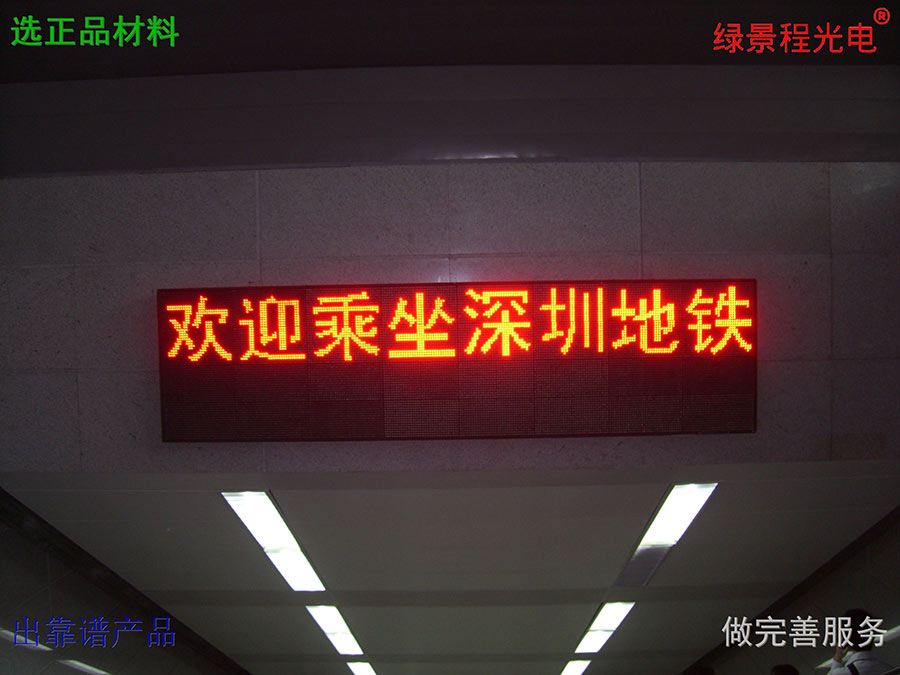 选正品材料
绿景程光电®
欢迎乘坐深圳地铁
出靠谱产品
做完善服务